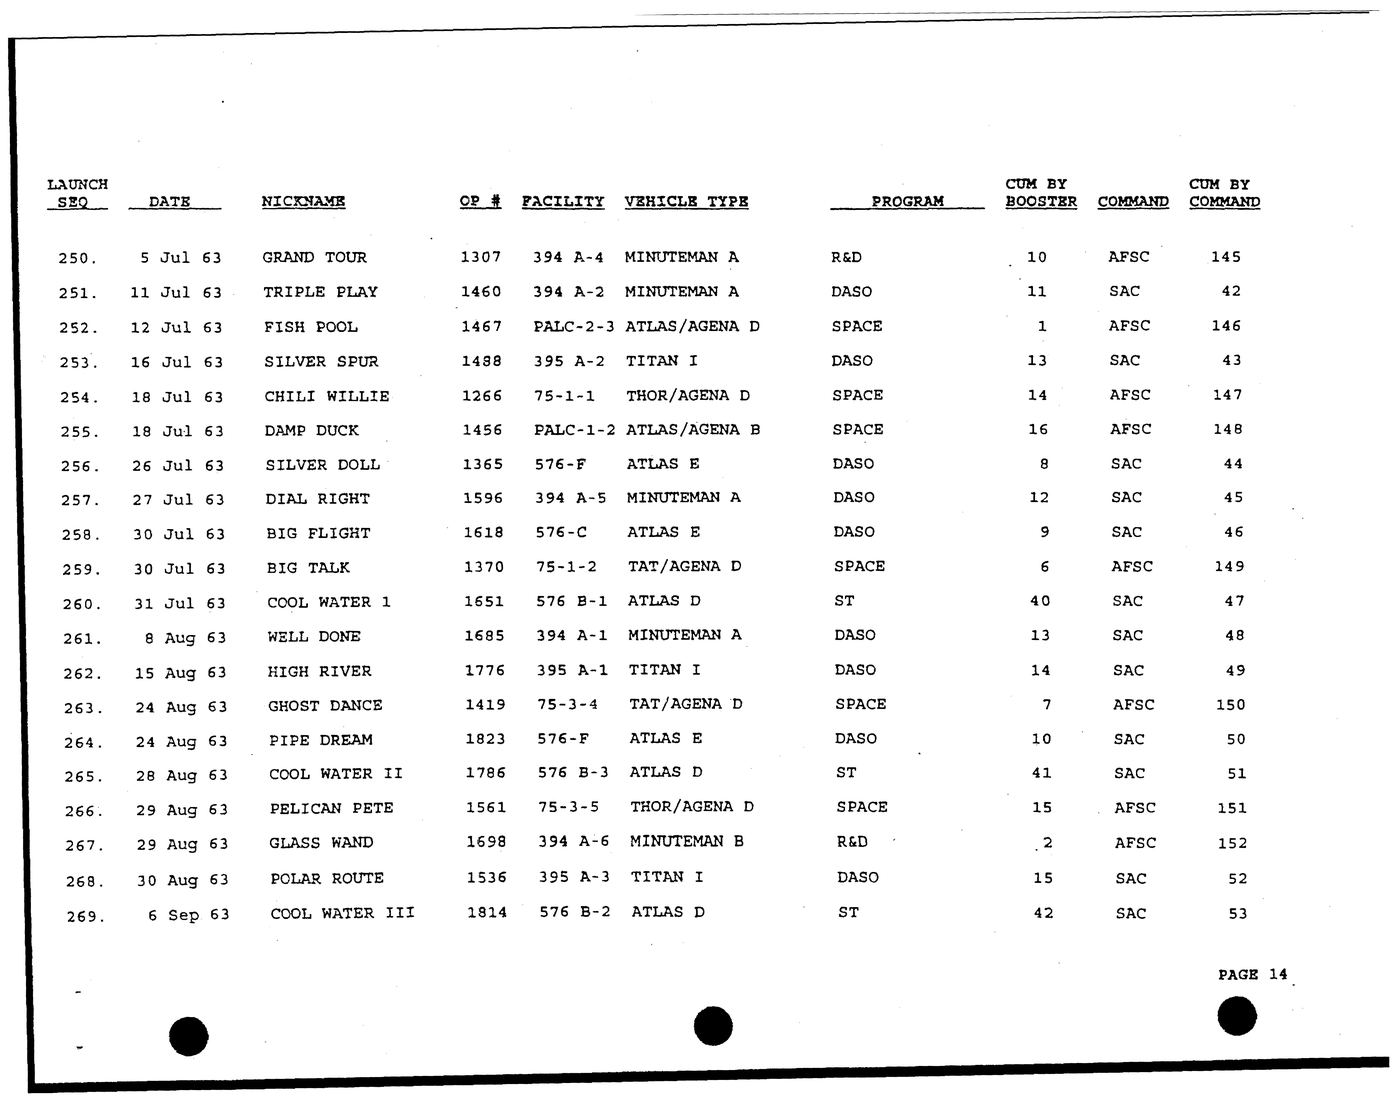 LAUNCH CUM BY CUM BY
SEQ DATE NICKNAME OP # FACILITY VEHICLE TYPE PROGRAM BOOSTER COMMAND COMMAND
250. 5 Jul 63 GRAND TOUR 1307 394 A-4 MINUTEMAN A R&D 10 AFSC 145
251. 11 Jul 63 TRIPLE PLAY 1460 394 A-2 MINUTEMAN A DASO 11 SAC 42
252. 12 Jul 63 FISH POOL 1467 PALC-2-3 ATLAS/AGENA D SPACE 1 AFSC 146
253. 16 Jul 63 SILVER SPUR 1488 395 A-2 TITAN I DASO 13 SAC 43
254. 18 Jul 63 CHILI WILLIE 1266 75-1-1 THOR/AGENA D SPACE 14 AFSC 147
255. 18 Jul 63 DAMP DUCK 1456 PALC-1-2 ATLAS/AGENA B SPACE 16 AFSC 148
256. 26 Jul 63 SILVER DOLL 1365 576-F ATLAS E DASO 8 SAC 44
257. 27 Jul 63 DIAL RIGHT 1596 394 A-5 MINUTEMAN A DASO 12 SAC 45
258. 30 Jul 63 BIG FLIGHT 1618 576-C ATLAS E DASO 9 SAC 46
259. 30 Jul 63 BIG TALK 1370 75-1-2 TAT/AGENA D SPACE 6 AFSC 149
260. 31 Jul 63 COOL WATER 1 1651 576 B-1 ATLAS D ST 40 SAC 47
261. 8 Aug 63 WELL DONE 1685 394 A-1 MINUTEMAN A DASO 13 SAC 48
262. 15 Aug 63 HIGH RIVER 1776 395 A-1 TITAN I DASO 14 SAC 49
263. 24 Aug 63 GHOST DANCE 1419 75-3-4 TAT/AGENA D SPACE 7 AFSC 150
264. 24 Aug 63 PIPE DREAM 1823 576-F ATLAS E DASO 10 SAC 50
265. 28 Aug 63 COOL WATER II 1786 576 B-3 ATLAS D ST 41 SAC 51
266. 29 Aug 63 PELICAN PETE 1561 75-3-5 THOR/AGENA D SPACE 15 AFSC 151
267. 29 Aug 63 GLASS WAND 1698 394 A-6 MINUTEMAN B R&D 2 AFSC 152
268. 30 Aug 63 POLAR ROUTE 1536 395 A-3 TITAN I DASO 15 SAC 52
269. 6 Sep 63 COOL WATER III 1814 576 B-2 ATLAS D ST 42 SAC 53
PAGE 14